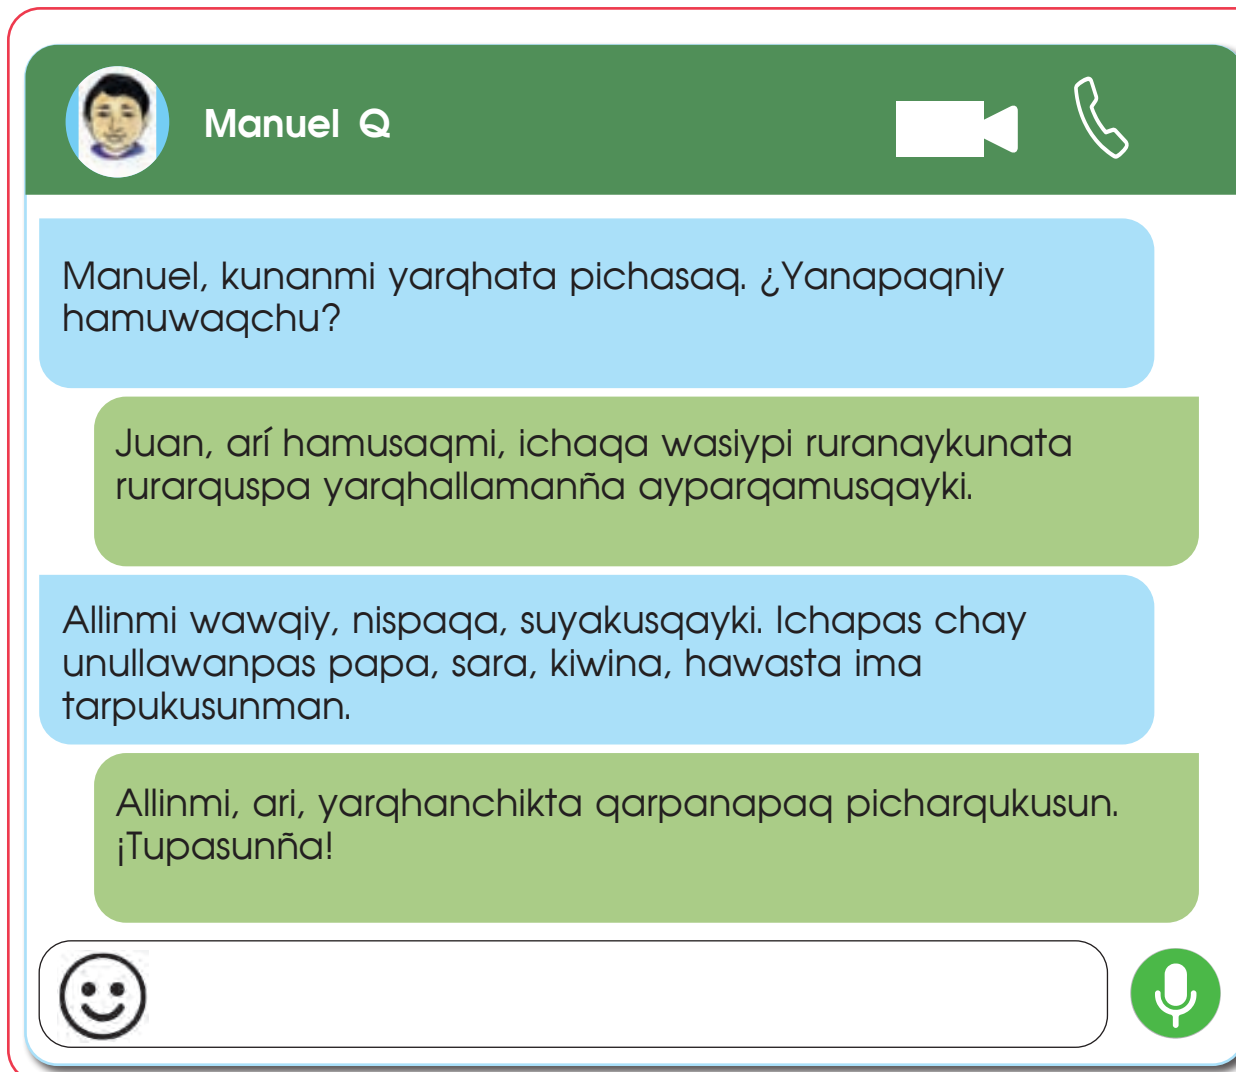 Manuel Q
Manuel, kunanmi yarqhata pichasaq. ¿Yanapaqniy
hamuwaqchu?
Juan, arí hamusaqmi, ichaqa wasiypi ruranaykunata
rurarquspa yarqhallamanña ayparqamusqayki.
Allinmi wawqiy, nispaqa, suyakusqayki. Ichapas chay
unullawanpas papa, sara, kiwina, hawasta ima
tarpukusunman.
Allinmi, ari, yarqhanchikta qarpanapaq picharqukusun.
¡Tupasunña!